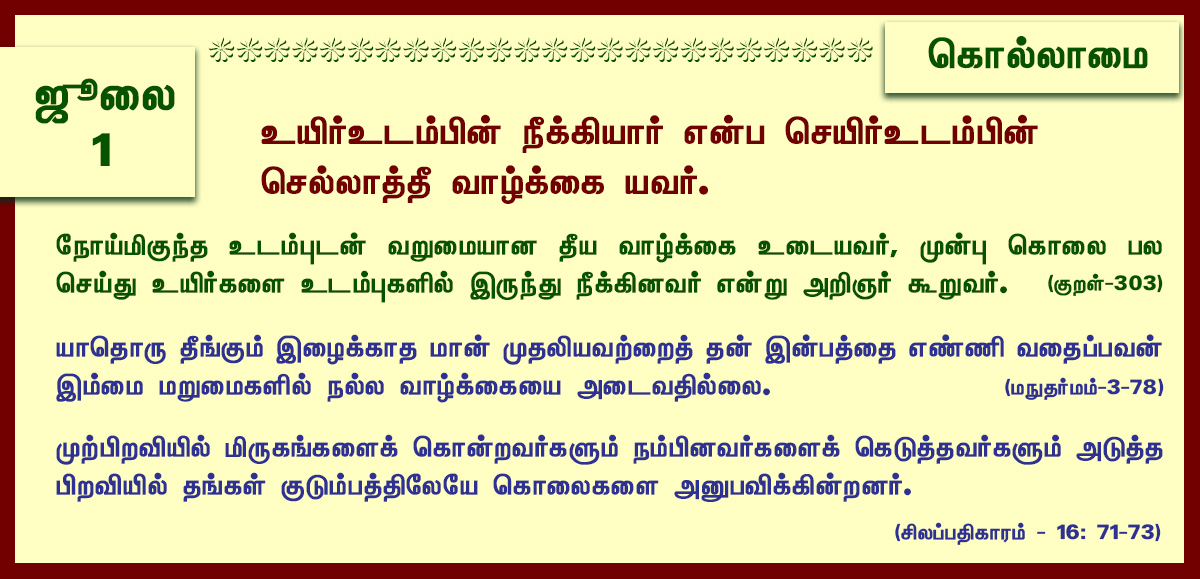 கொல்லாமை
ஜூலை
1
உயிர்உடம்பின் நீக்கியார் என்ப செயிர்உடம்பின்
செல்லாத்தீ வாழ்க்கை யவர்.
நோய்மிகுந்த உடம்புடன் வறுமையான தீய வாழ்க்கை உடையவர், முன்பு கொலை பல
செய்து உயிர்களை உடம்புகளில் இருந்து நீக்கினவர் என்று அறிஞர் கூறுவர். (குறள்-303)
யாதொரு தீங்கும் இழைக்காத மான் முதலியவற்றைத் தன் இன்பத்தை எண்ணி வதைப்பவன்
இம்மை மறுமைகளில் நல்ல வாழ்க்கையை அடைவதில்லை. (மநுதர்மம்-3-78)
முற்பிறவியில் மிருகங்களைக் கொன்றவர்களும் நம்பினவர்களைக் கெடுத்தவர்களும் அடுத்த
பிறவியில் தங்கள் குடும்பத்திலேயே கொலைகளை அனுபவிக்கின்றனர்.
(சிலப்பதிகாரம் - 16: 71-73)